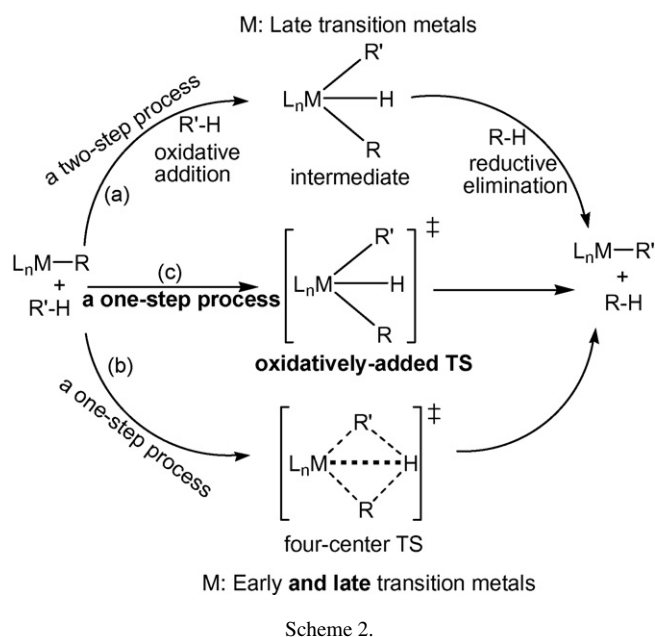 M: Late transition metals
R'
LₙM—H
R
intermediate
a two-step process
(a)
R'-H
oxidative
addition
R-H
reductive
elimination
LₙM—R
+
R'-H
(c)
a one-step process
R'
LₙM—H
R
‡
oxidatively-added TS
LₙM—R'
+
R-H
(b)
a one-step process
R'
LₙM H
R
‡
four-center TS
M: Early and late transition metals
Scheme 2.